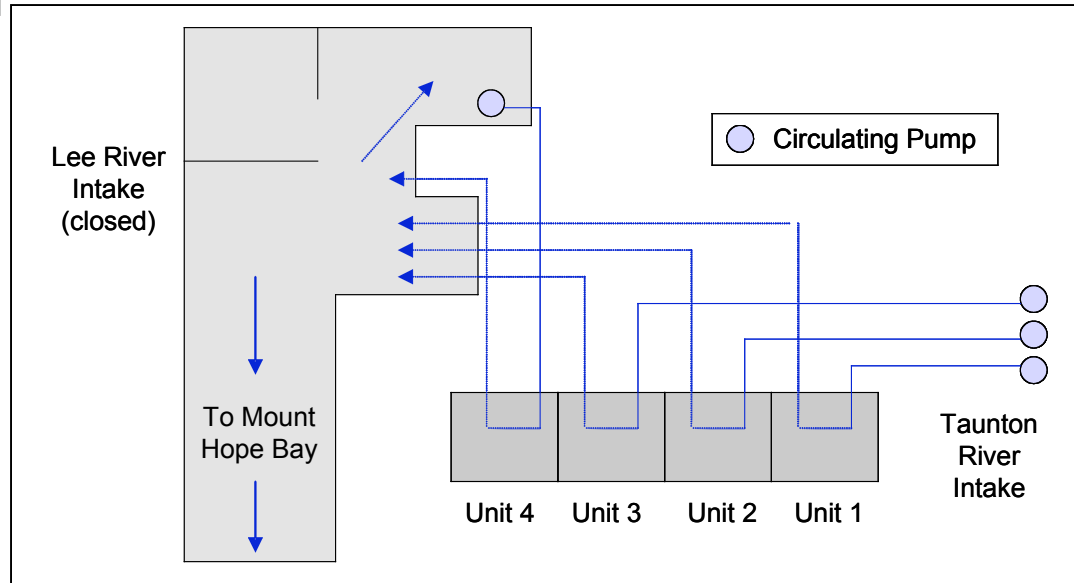 Circulating Pump
Lee River
Intake
(closed)
To Mount
Hope Bay
Unit 4
Unit 3
Unit 2
Unit 1
Taunton
River
Intake